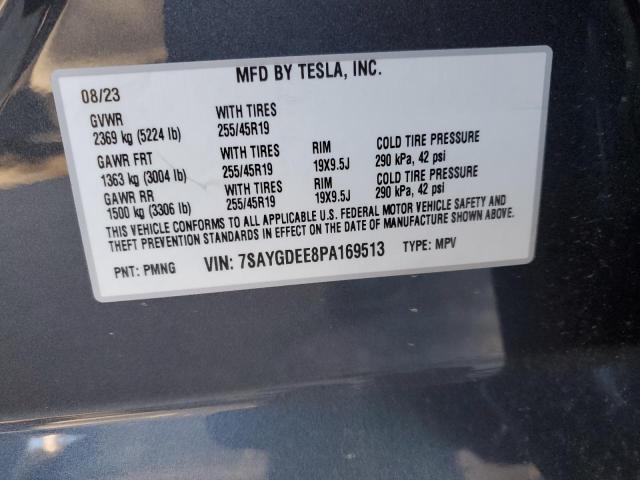 MFD BY TESLA, INC.
08/23
GVWR WITH TIRES
2369 kg (5224 lb) 255/45R19
GAWR FRT WITH TIRES RIM COLD TIRE PRESSURE
1363 kg (3004 lb) 255/45R19 19X9.5J 290 kPa, 42 psi
GAWR RR WITH TIRES RIM COLD TIRE PRESSURE
1500 kg (3306 lb) 255/45R19 19X9.5J 290 kPa, 42 psi
THIS VEHICLE CONFORMS TO ALL APPLICABLE U.S. FEDERAL MOTOR VEHICLE SAFETY AND
THEFT PREVENTION STANDARDS IN EFFECT ON THE DATE OF MANUFACTURE SHOWN ABOVE.
PNT: PMNG VIN: 7SAYGDEE8PA169513 TYPE: MPV